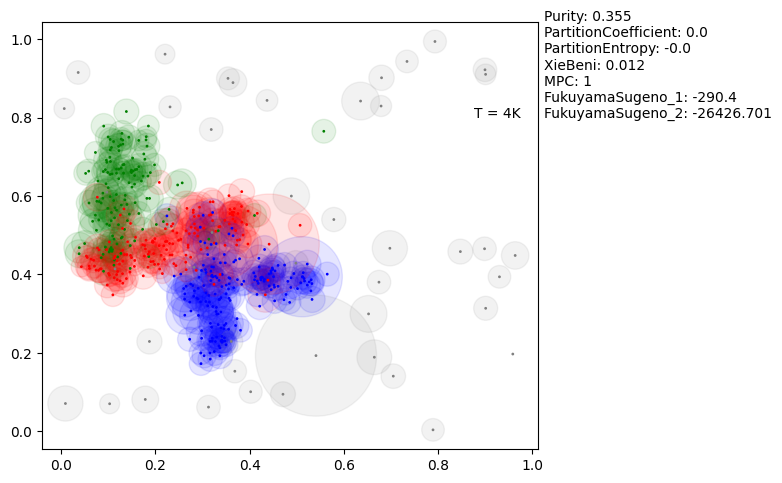 Purity: 0.355
PartitionCoefficient: 0.0
PartitionEntropy: -0.0
XieBeni: 0.012
MPC: 1
FukuyamaSugeno_1: -290.4
FukuyamaSugeno_2: -26426.701
T = 4K
1.0
0.8
0.6
0.4
0.2
0.0
0.0 0.2 0.4 0.6 0.8 1.0